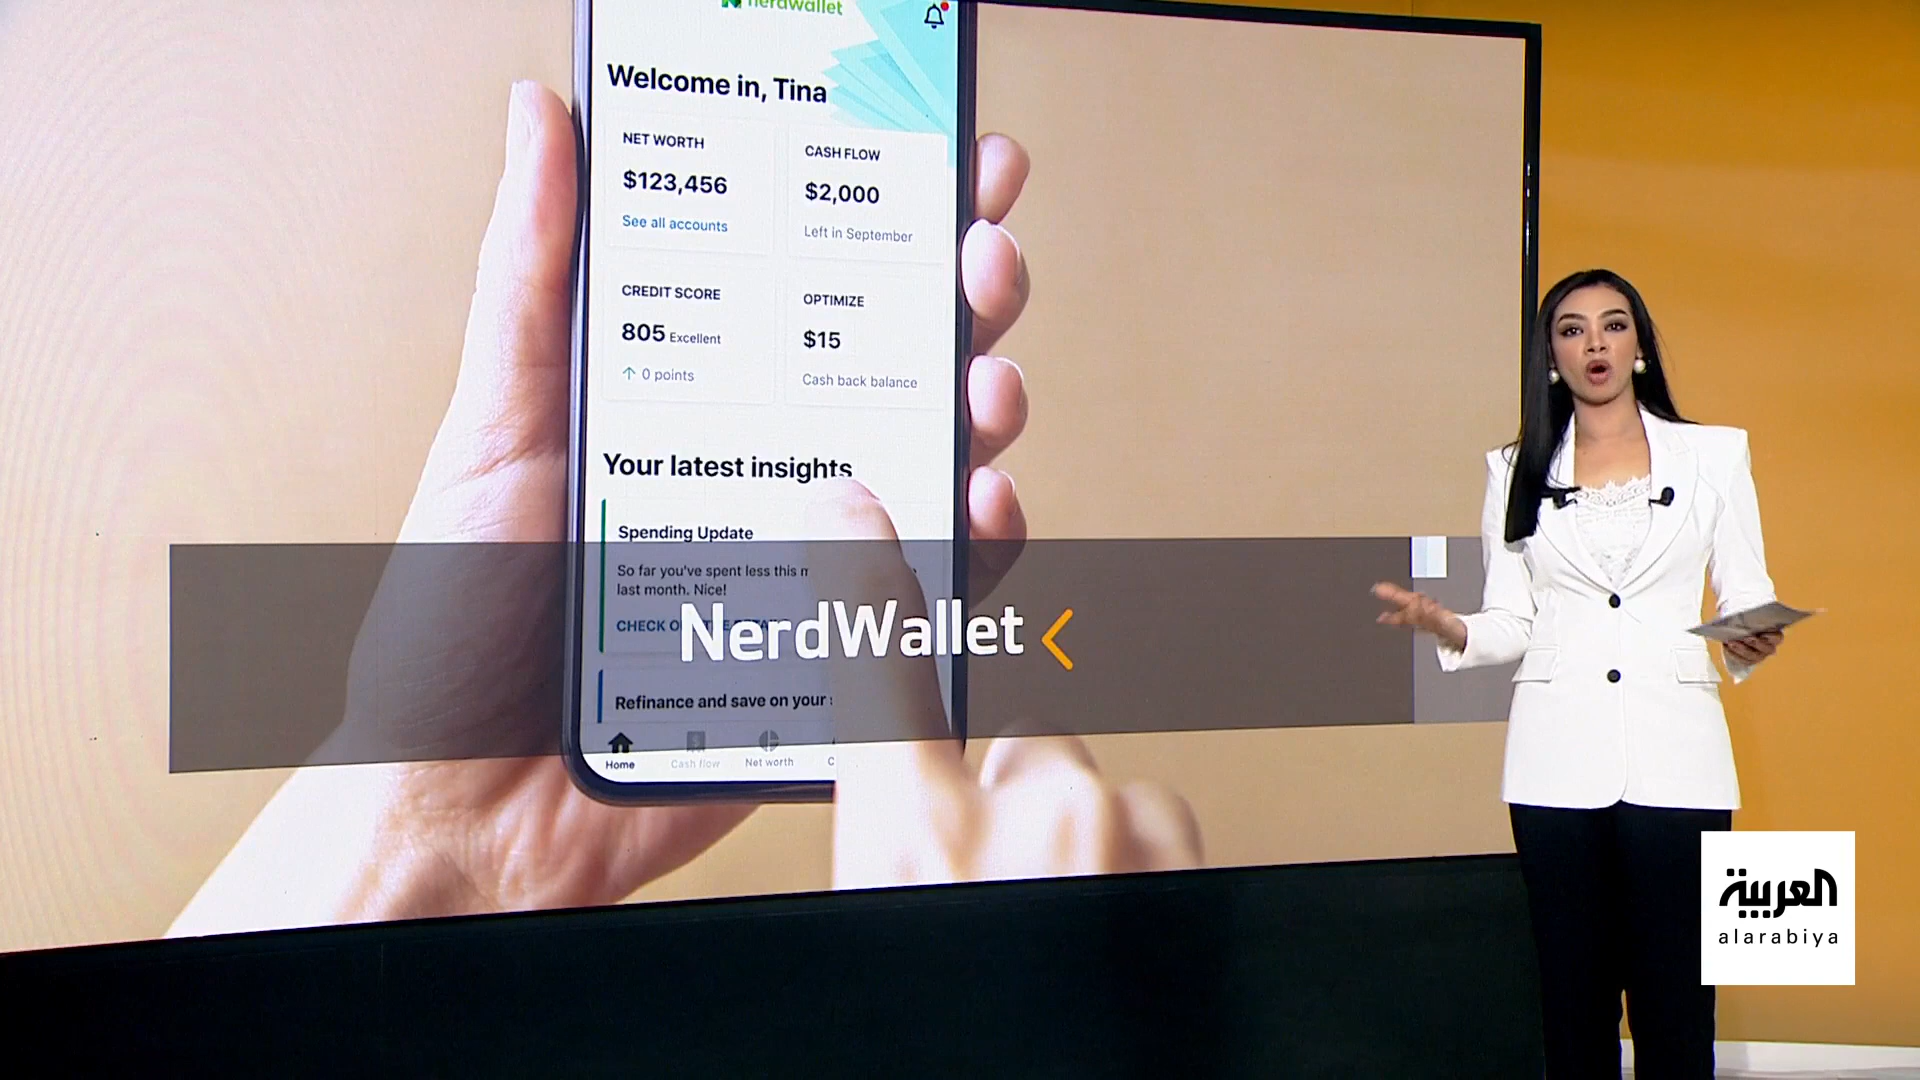 nerdwallet
Welcome in, Tina
NET WORTH
$123,456
See all accounts
CASH FLOW
$2,000
Left in September
CREDIT SCORE
805 Excellent
↑ 0 points
OPTIMIZE
$15
Cash back balance
Your latest insights
Spending Update
So far you've spent less this
last month. Nice!
CHECK
NerdWallet
Refinance and save on your
Home
Cash flow
Net worth
العربية
alarabiya